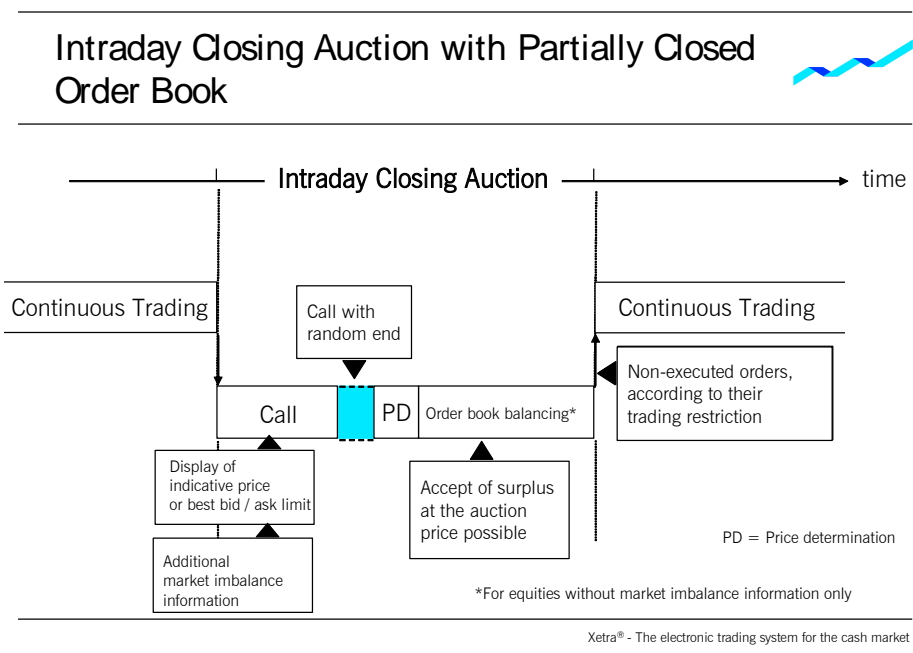 Intraday Closing Auction with Partially Closed
Order Book
Intraday Closing Auction
time
Continuous Trading
Call with
random end
Continuous Trading
Non-executed orders,
according to their
trading restriction
Call
PD
Order book balancing*
Display of
indicative price
or best bid / ask limit
Accept of surplus
at the auction
price possible
Additional
market imbalance
information
PD = Price determination
*For equities without market imbalance information only
Xetra® - The electronic trading system for the cash market